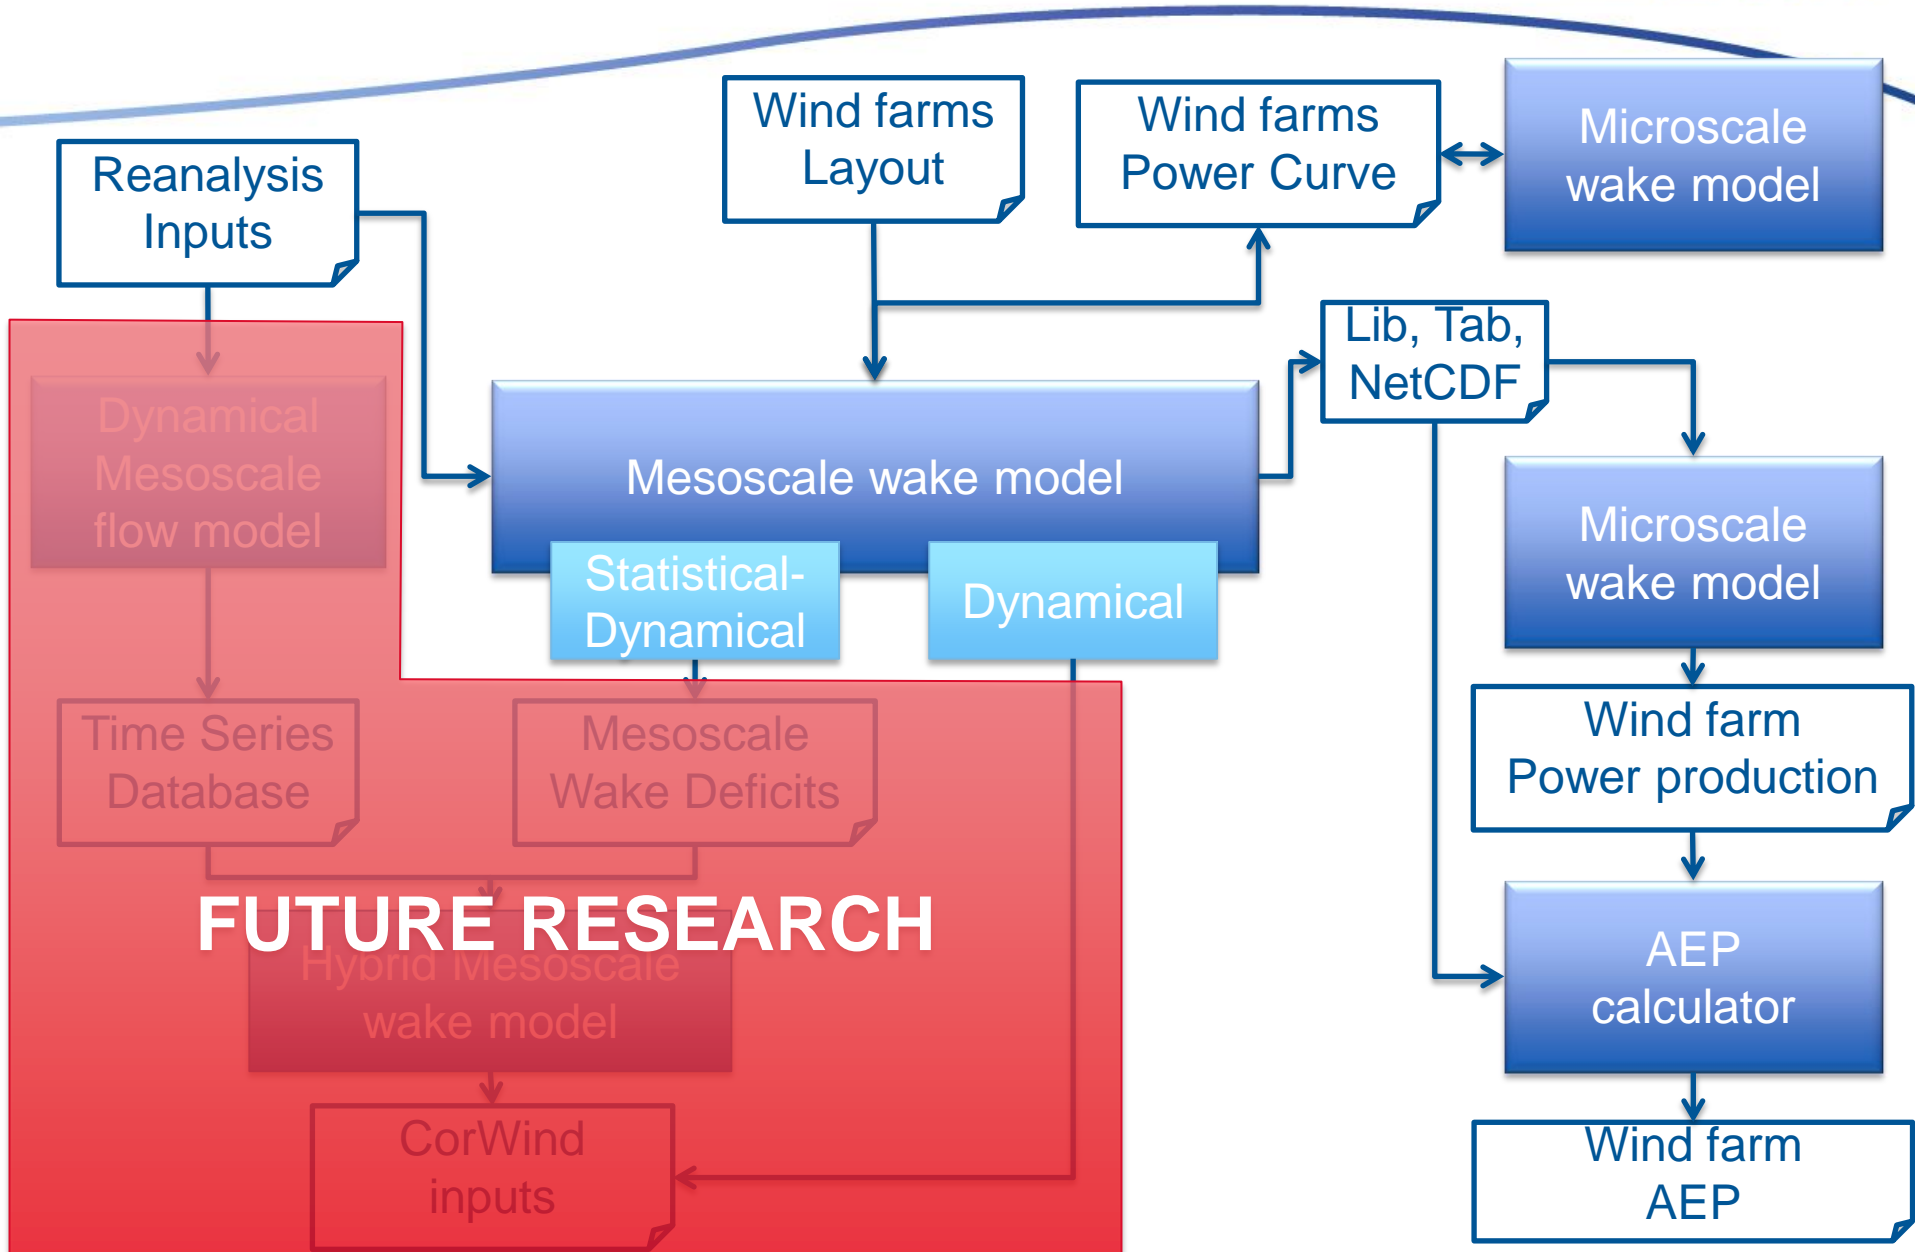 Wind farms
Layout
Wind farms
Power Curve
Microscale
wake model
Reanalysis
Inputs
Lib, Tab,
NetCDF
Dynamical
Mesoscale
flow model
Mesoscale wake model
Statistical-
Dynamical
Dynamical
Microscale
wake model
Time Series
Database
Mesoscale
Wake Deficits
Wind farm
Power production
FUTURE RESEARCH
Hybrid Mesoscale
wake model
AEP
calculator
CorWind
inputs
Wind farm
AEP